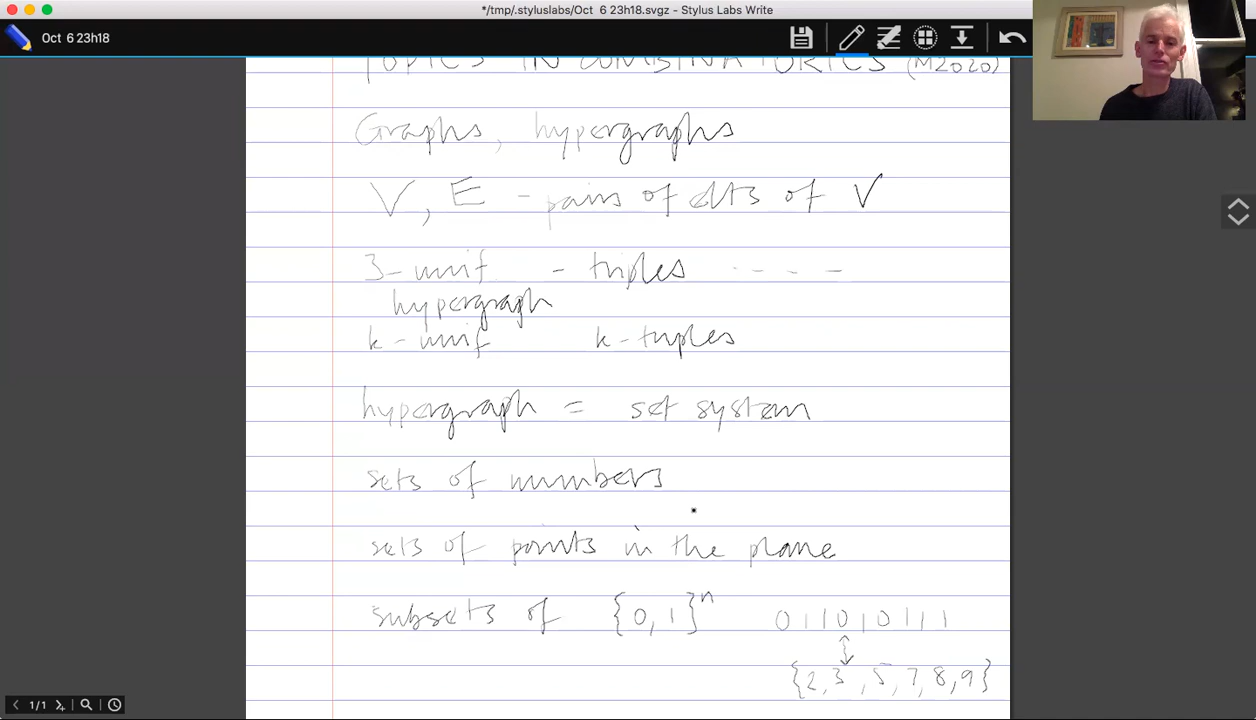 */tmp/.styluslabs/Oct 6 23h18.svgz - Stylus Labs Write
Oct 6 23h18
TOPICS IN COMBINATORICS (M2020)
Graphs, hypergraphs
V, E - pairs of elts of V
3-unif - triples - - - - -
hypergraph
k-unif k-tuples
hypergraph = set system
sets of numbers
sets of points in the plane
subsets of {0,1}ⁿ 011010111
↕
{2,3,5,7,8,9}
1/1